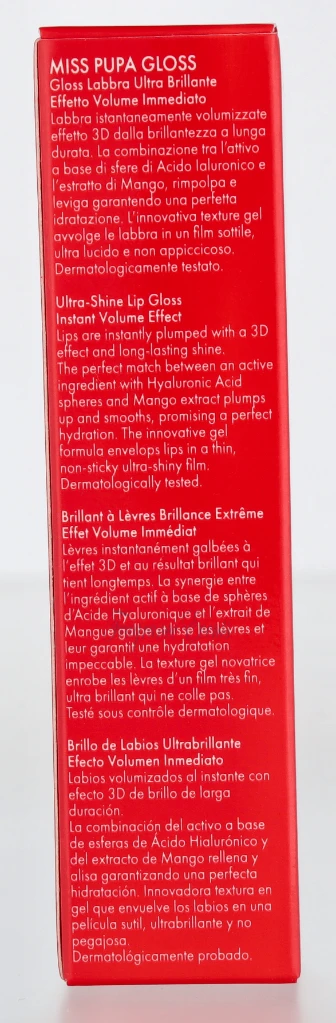 MISS PUPA GLOSS
Gloss Labbra Ultra Brillante
Effetto Volume Immediato
Labbra istantaneamente volumizzate
effetto 3D dalla brillantezza a lunga
durata. La combinazione tra l'attivo
a base di sfere di Acido Ialuronico e
l'estratto di Mango, rimpolpa e
leviga garantendo una perfetta
idratazione. L'innovativa texture gel
avvolge le labbra in un film sottile,
ultra lucido e non appiccicoso.
Dermatologicamente testato.
Ultra-Shine Lip Gloss
Instant Volume Effect
Lips are instantly plumped with a 3D
effect and long-lasting shine.
The perfect match between an active
ingredient with Hyaluronic Acid
spheres and Mango extract plumps
up and smooths, promising a perfect
hydration. The innovative gel
formula envelops lips in a thin,
non-sticky ultra-shiny film.
Dermatologically tested.
Brillant à Lèvres Brillance Extrême
Effet Volume Immédiat
Lèvres instantaném galbées à
l'effet 3D et au résultat brillant qui
tient longtemps. La synergie entre
l'ingrédient actif à base de sphères
d'Acide Hyaluronique et l'extrait de
Mangue galbe et lisse les lèvres et
leur garantit une hydratation
impeccable. La texture gel novatrice
enrobe les lèvres d'un film très fin,
ultra brillant qui ne colle pas.
Testé sous contrôle dermatologique.
Brillo de Labios Ultrabrillante
Efecto Volumen Inmediato
Labios volumizados al instante con
efecto 3D de brillo de larga
duración.
La combinación del activo a base
de esferas de Ácido Hialurónico y
del extracto de Mango rellena y
alisa garantizando una perfecta
hidratación. Innovadora textura en
gel que envuelve los labios en una
película sutil, ultrabrillante y no
pegajosa.
Dermatológicamente probado.